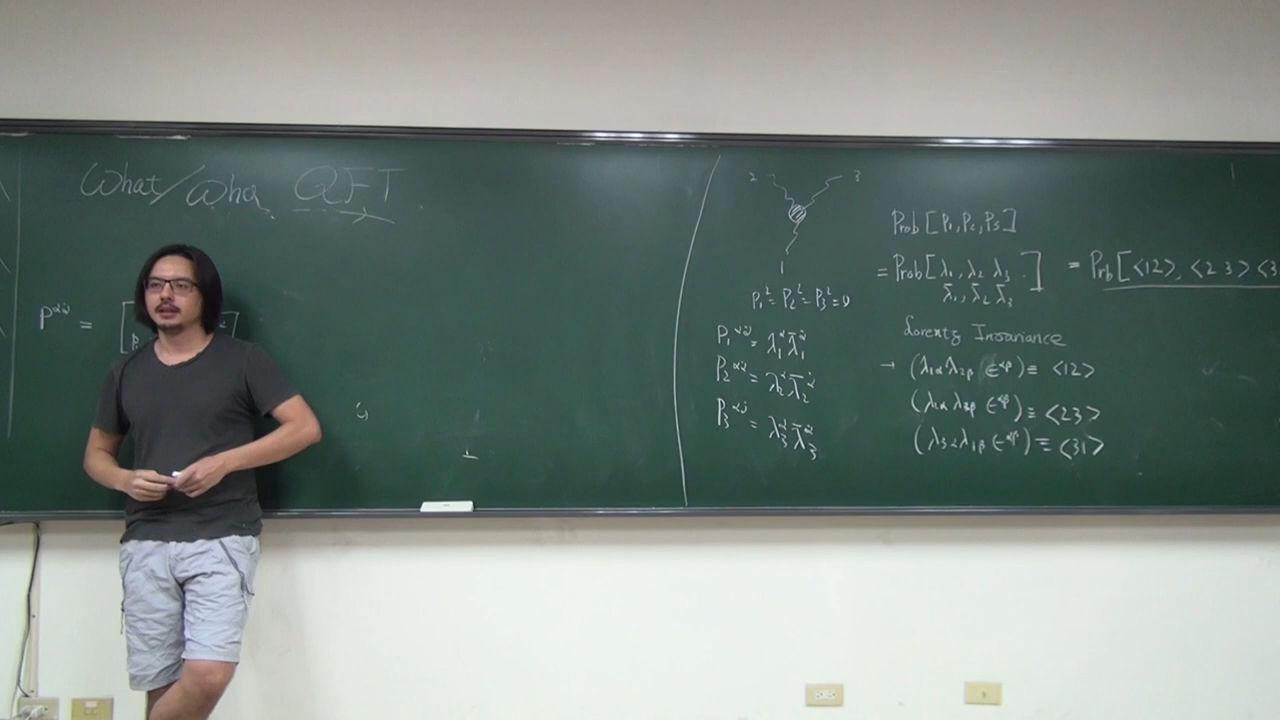 What/Why QFT
P^{αα̇} =
2 3
1
P₁² = P₂² = P₃² = 0
P₁^{αα̇} = λ₁^α λ̄₁^α̇
P₂^{αα̇} = λ₂^α λ̄₂^α̇
P₃^{αα̇} = λ₃^α λ̄₃^α̇
Prob[P₁, P₂, P₃]
= Prob[λ₁, λ₂ λ₃ = Prb[<12>, <23> <3
λ̄₁, λ̄₂ λ̄₃]
Lorentz Invariance
→ (λ₁α λ₂β ϵ^{αβ}) ≡ <12>
(λ₂α λ₃β ϵ^{αβ}) ≡ <23>
(λ₃α λ₁β ϵ^{αβ}) ≡ <31>